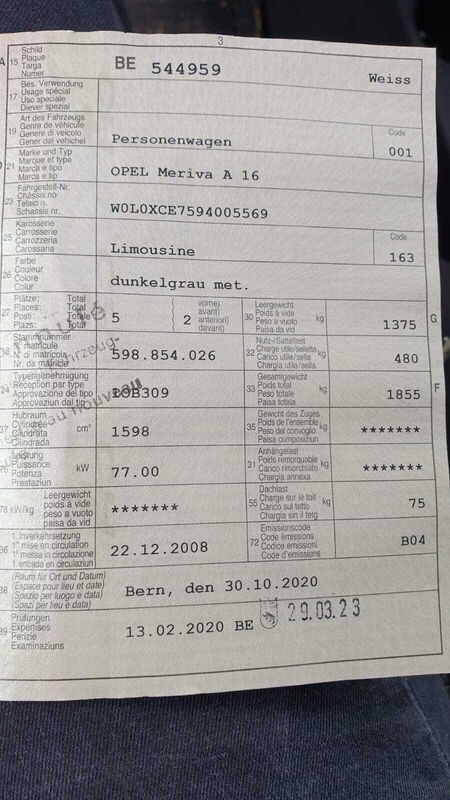 3
A 15 Schild BE 544959 Weiss
Plaque
Targa
Numer
17 Bes. Verwendung
Usage spécial
Uso speciale
Diever spezial
19 Art des Fahrzeugs Personenwagen Code 001
Genre de véhicule
Genere di veicolo
Gener dal vehichel
21 Marke und Typ OPEL Meriva A 16
Marque et type
Marca e tipo
Marca e tip
23 Fahrgestell-Nr. W0L0XCE7594005569
Châssis no
Telaio n.
Schassis nr.
25 Karosserie Limousine Code 163
Carrosserie
Carrozzeria
Carossaria
26 Farbe dunkelgrau met.
Couleur
Colore
Colur
27 Plätze: Total 5 2 vorne)
Places: Total avant)
Posti: Totale anteriori)
Plazs: Total davant)
30 Leergewicht kg 1375 G
Poids à vide
Peso a vuoto
Paisa da vid
Stammnummer 598.854.026
N° matricule
N. di matricola
Nr. da matricla
32 Nutz-/Sattellast kg 480
Charge utile/sellette
Carico utile/sella
Chargia utila/sella
24 Typengenehmigung 1OB309
Réception par type
Approvazione del tipo
Approvaziun dal tip
33 Gesamtgewicht kg 1855 F
Poids total
Peso totale
Paisa totala
37 Hubraum cm³ 1598
Cylindrée
Cilindrata
Cilindrada
35 Gewicht des Zuges kg *******
Poids de l'ensemble
Peso del convoglio
Paisa cumposiziun
Leistung kW 77.00
Puissance
Potenza
Prestaziun
31 Anhängelast kg *******
Poids remorquable
Carico rimorchiato
Chargia annexa
78 kW/kg Leergewicht *******
poids à vide
peso a vuoto
paisa da vid
55 Dachlast kg 75
Charge sur le toit
Carico sul tetto
Chargia sin il tetg
36 1. Inverkehrsetzung 22.12.2008
1re mise en circulation
1a messa in circolazione
1. entrada en circulaziun
72 Emissionscode B04
Code émissions
Codice emissioni
Code d'emissiuns
38 (Raum für Ort und Datum) Bern, den 30.10.2020
(Espace pour lieu et date)
(Spazio per luogo e data)
(Spazi per lieu e data)
39 Prüfungen 13.02.2020 BE 29.03.23
Expertises
Perizie
Examinaziuns
Fahrzeug-
nouveau